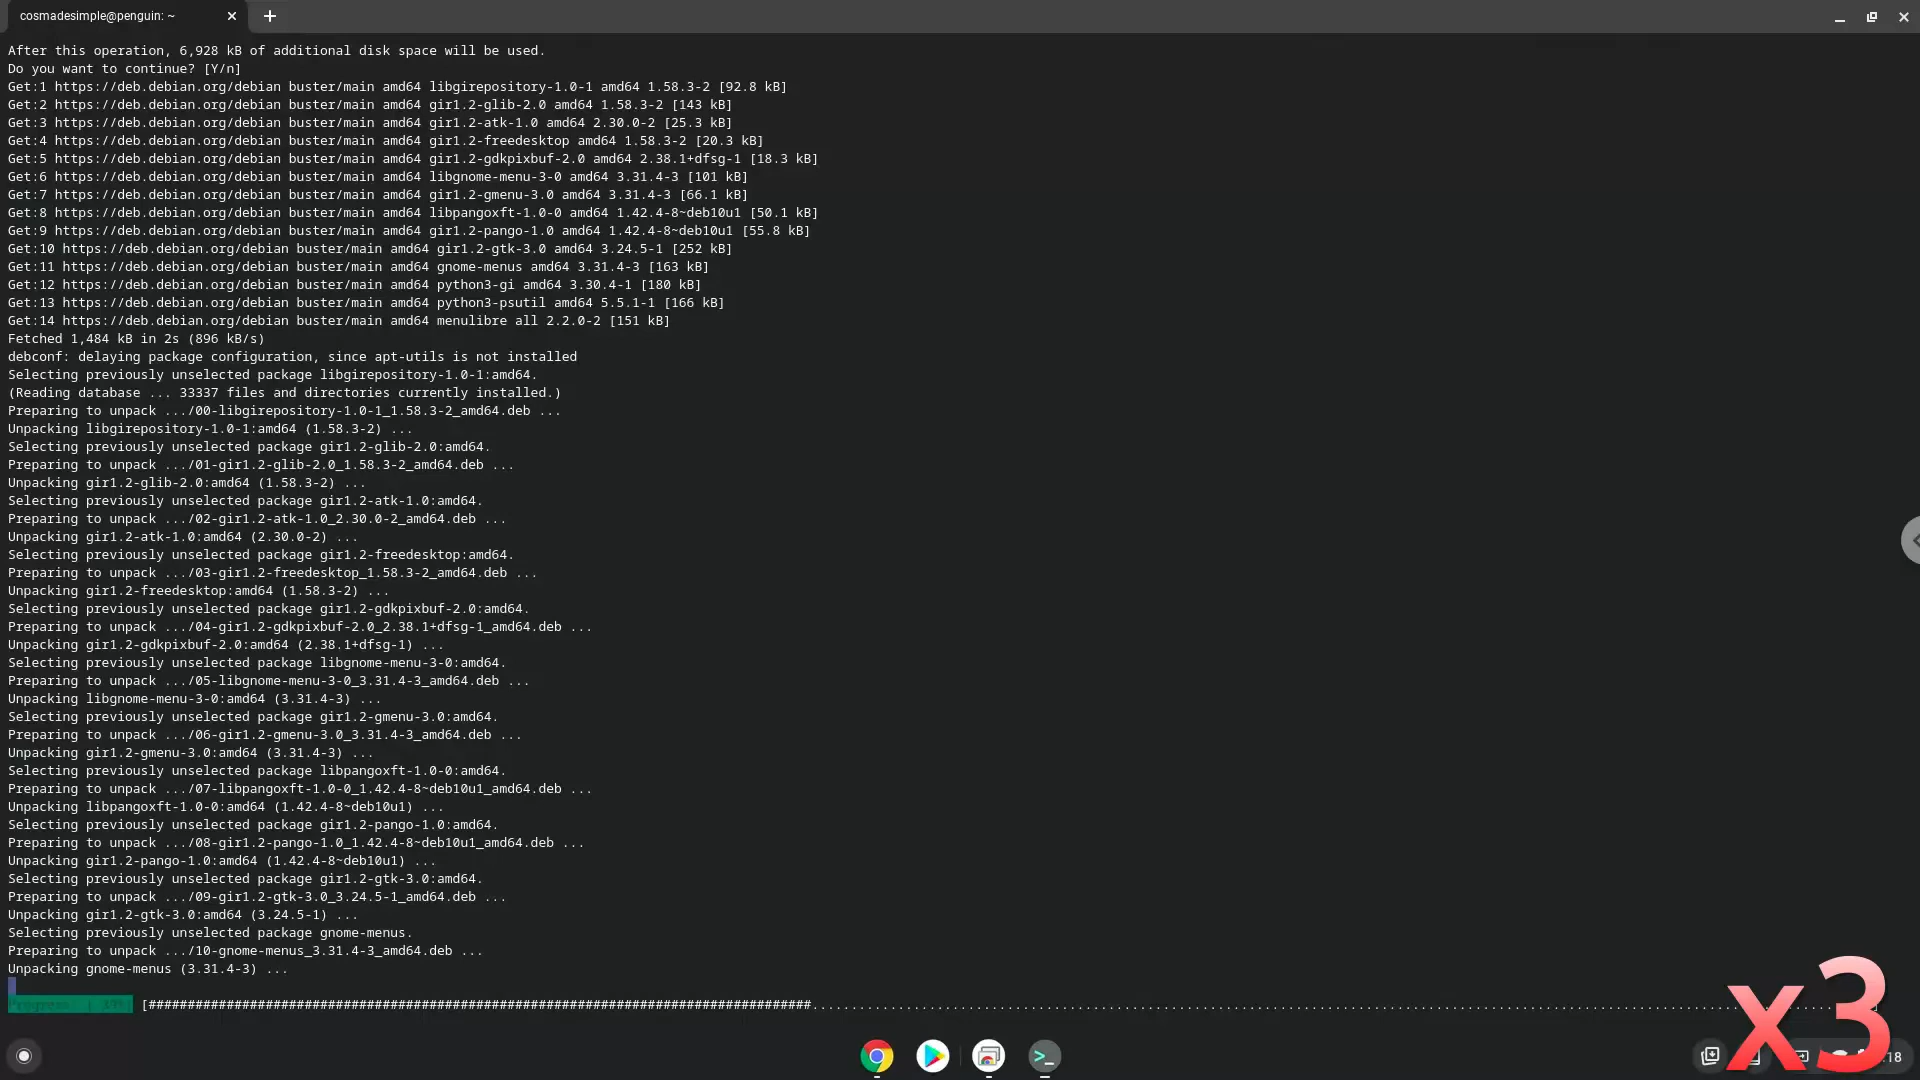 cosmadesimple@penguin: ~
After this operation, 6,928 kB of additional disk space will be used.
Do you want to continue? [Y/n]
Get:1 https://deb.debian.org/debian buster/main amd64 libgirepository-1.0-1 amd64 1.58.3-2 [92.8 kB]
Get:2 https://deb.debian.org/debian buster/main amd64 gir1.2-glib-2.0 amd64 1.58.3-2 [143 kB]
Get:3 https://deb.debian.org/debian buster/main amd64 gir1.2-atk-1.0 amd64 2.30.0-2 [25.3 kB]
Get:4 https://deb.debian.org/debian buster/main amd64 gir1.2-freedesktop amd64 1.58.3-2 [20.3 kB]
Get:5 https://deb.debian.org/debian buster/main amd64 gir1.2-gdkpixbuf-2.0 amd64 2.38.1+dfsg-1 [18.3 kB]
Get:6 https://deb.debian.org/debian buster/main amd64 libgnome-menu-3-0 amd64 3.31.4-3 [101 kB]
Get:7 https://deb.debian.org/debian buster/main amd64 gir1.2-gmenu-3.0 amd64 3.31.4-3 [66.1 kB]
Get:8 https://deb.debian.org/debian buster/main amd64 libpangoxft-1.0-0 amd64 1.42.4-8~deb10u1 [50.1 kB]
Get:9 https://deb.debian.org/debian buster/main amd64 gir1.2-pango-1.0 amd64 1.42.4-8~deb10u1 [55.8 kB]
Get:10 https://deb.debian.org/debian buster/main amd64 gir1.2-gtk-3.0 amd64 3.24.5-1 [252 kB]
Get:11 https://deb.debian.org/debian buster/main amd64 gnome-menus amd64 3.31.4-3 [163 kB]
Get:12 https://deb.debian.org/debian buster/main amd64 python3-gi amd64 3.30.4-1 [180 kB]
Get:13 https://deb.debian.org/debian buster/main amd64 python3-psutil amd64 5.5.1-1 [166 kB]
Get:14 https://deb.debian.org/debian buster/main amd64 menulibre all 2.2.0-2 [151 kB]
Fetched 1,484 kB in 2s (896 kB/s)
debconf: delaying package configuration, since apt-utils is not installed
Selecting previously unselected package libgirepository-1.0-1:amd64.
(Reading database ... 33337 files and directories currently installed.)
Preparing to unpack .../00-libgirepository-1.0-1_1.58.3-2_amd64.deb ...
Unpacking libgirepository-1.0-1:amd64 (1.58.3-2) ...
Selecting previously unselected package gir1.2-glib-2.0:amd64.
Preparing to unpack .../01-gir1.2-glib-2.0_1.58.3-2_amd64.deb ...
Unpacking gir1.2-glib-2.0:amd64 (1.58.3-2) ...
Selecting previously unselected package gir1.2-atk-1.0:amd64.
Preparing to unpack .../02-gir1.2-atk-1.0_2.30.0-2_amd64.deb ...
Unpacking gir1.2-atk-1.0:amd64 (2.30.0-2) ...
Selecting previously unselected package gir1.2-freedesktop:amd64.
Preparing to unpack .../03-gir1.2-freedesktop_1.58.3-2_amd64.deb ...
Unpacking gir1.2-freedesktop:amd64 (1.58.3-2) ...
Selecting previously unselected package gir1.2-gdkpixbuf-2.0:amd64.
Preparing to unpack .../04-gir1.2-gdkpixbuf-2.0_2.38.1+dfsg-1_amd64.deb ...
Unpacking gir1.2-gdkpixbuf-2.0:amd64 (2.38.1+dfsg-1) ...
Selecting previously unselected package libgnome-menu-3-0:amd64.
Preparing to unpack .../05-libgnome-menu-3-0_3.31.4-3_amd64.deb ...
Unpacking libgnome-menu-3-0:amd64 (3.31.4-3) ...
Selecting previously unselected package gir1.2-gmenu-3.0:amd64.
Preparing to unpack .../06-gir1.2-gmenu-3.0_3.31.4-3_amd64.deb ...
Unpacking gir1.2-gmenu-3.0:amd64 (3.31.4-3) ...
Selecting previously unselected package libpangoxft-1.0-0:amd64.
Preparing to unpack .../07-libpangoxft-1.0-0_1.42.4-8~deb10u1_amd64.deb ...
Unpacking libpangoxft-1.0-0:amd64 (1.42.4-8~deb10u1) ...
Selecting previously unselected package gir1.2-pango-1.0:amd64.
Preparing to unpack .../08-gir1.2-pango-1.0_1.42.4-8~deb10u1_amd64.deb ...
Unpacking gir1.2-pango-1.0:amd64 (1.42.4-8~deb10u1) ...
Selecting previously unselected package gir1.2-gtk-3.0:amd64.
Preparing to unpack .../09-gir1.2-gtk-3.0_3.24.5-1_amd64.deb ...
Unpacking gir1.2-gtk-3.0:amd64 (3.24.5-1) ...
Selecting previously unselected package gnome-menus.
Preparing to unpack .../10-gnome-menus_3.31.4-3_amd64.deb ...
Unpacking gnome-menus (3.31.4-3) ...
Progress
x3
:18